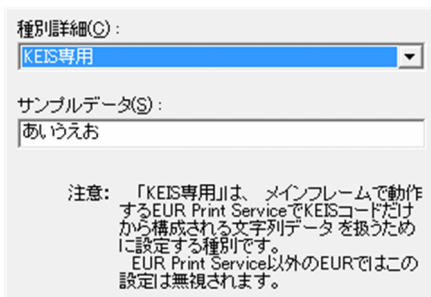 種別詳細(C) :
KEIS専用
サンプルデータ(S) :
あいうえお
注意: 「KEIS専用」は、 メインフレームで動作
するEUR Print ServiceでKEISコードだけ
から構成される文字列データ を扱うため
に設定する種別です。
EUR Print Service以外のEURではこの
設定は無視されます。